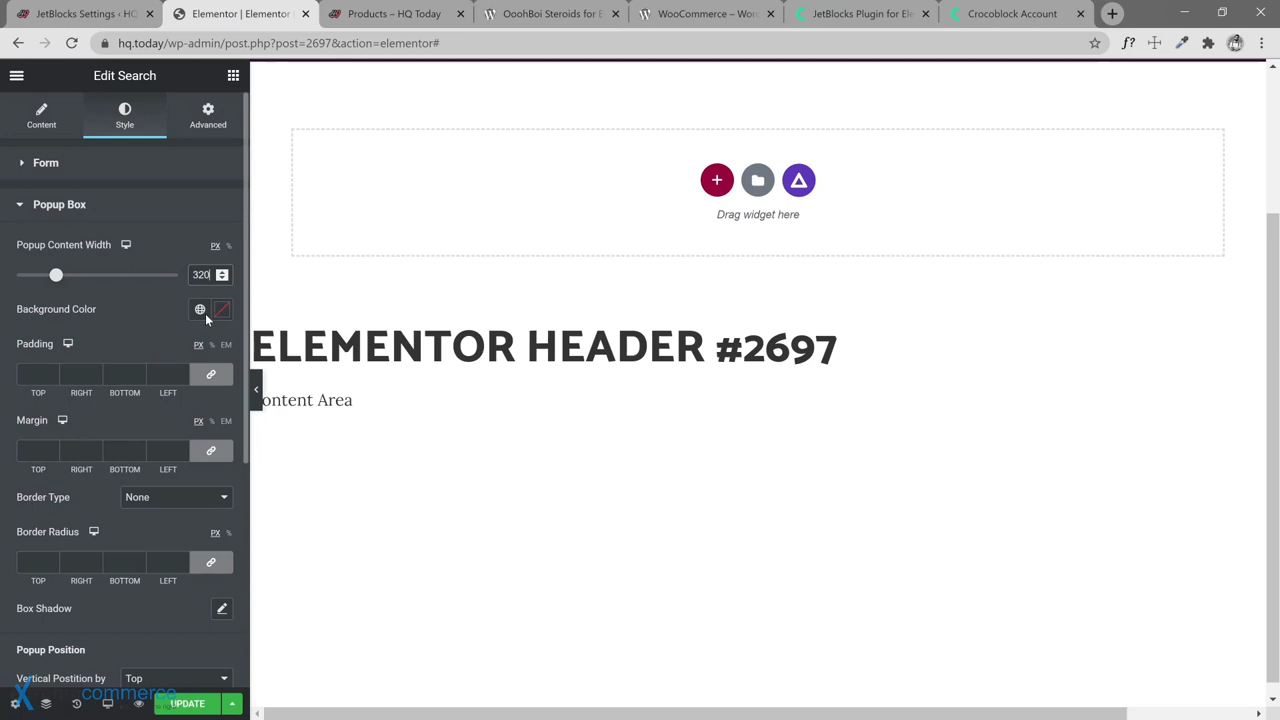 JetBlocks Settings ‹ HQ
Elementor | Elementor
Products – HQ Today
OoohBoi Steroids for E
WooCommerce – Wor
JetBlocks Plugin for Ele
Crocoblock Account
hq.today/wp-admin/post.php?post=2697&action=elementor#
Edit Search
Content
Style
Advanced
Form
Popup Box
Popup Content Width
PX %
320
Background Color
Padding
PX % EM
TOP RIGHT BOTTOM LEFT
Margin
PX % EM
TOP RIGHT BOTTOM LEFT
Border Type
None
Border Radius
PX %
TOP RIGHT BOTTOM LEFT
Box Shadow
Popup Position
Vertical Postition by
Top
commerce
UPDATE
Drag widget here
ELEMENTOR HEADER #2697
ontent Area